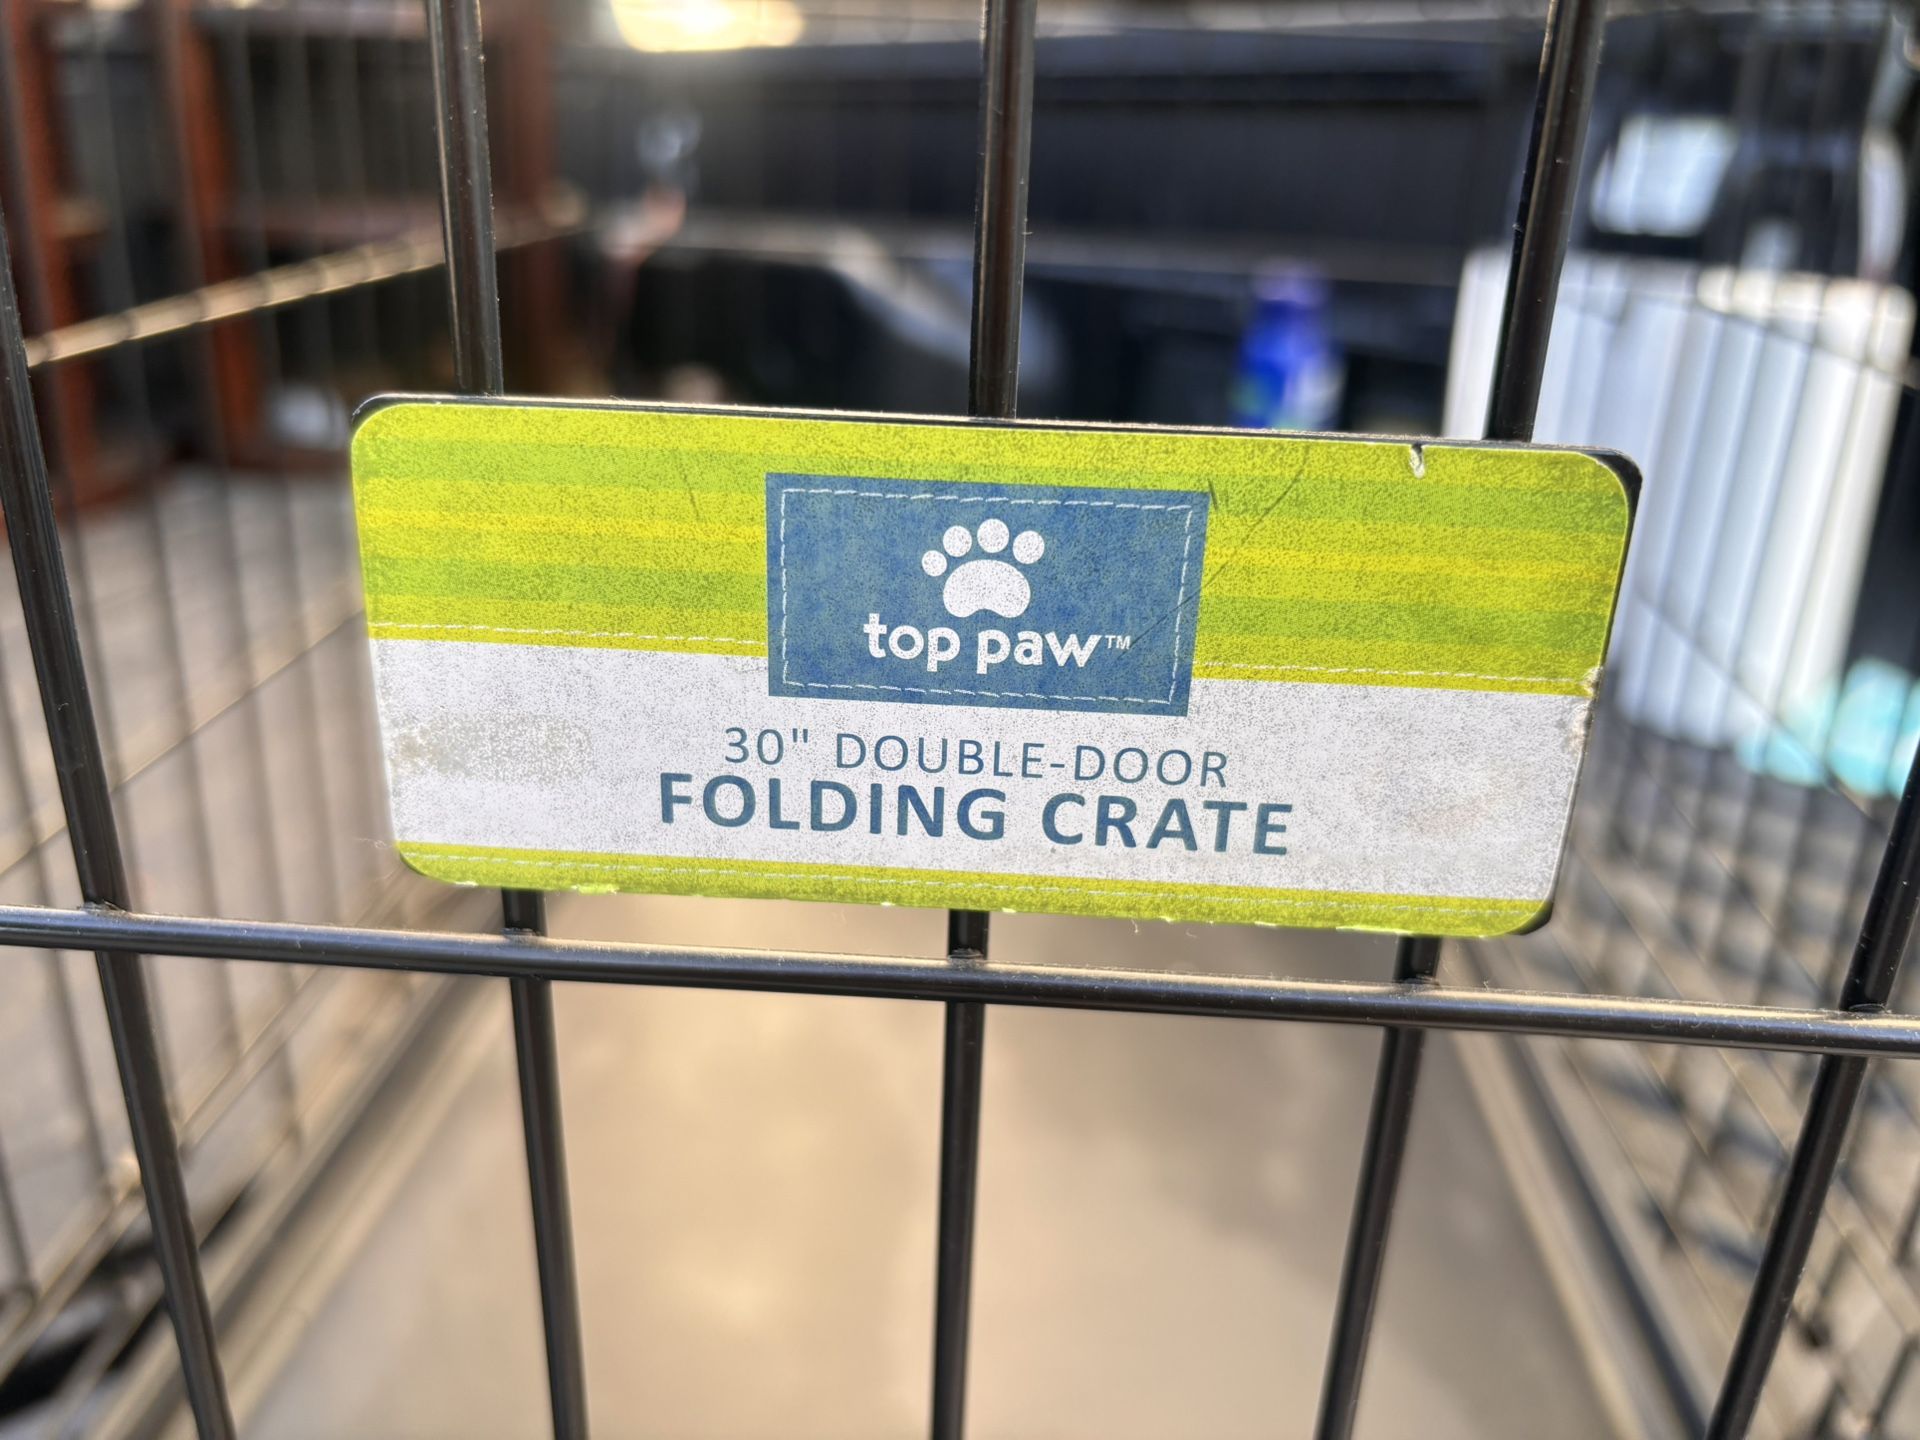 top paw™
30" DOUBLE-DOOR
FOLDING CRATE